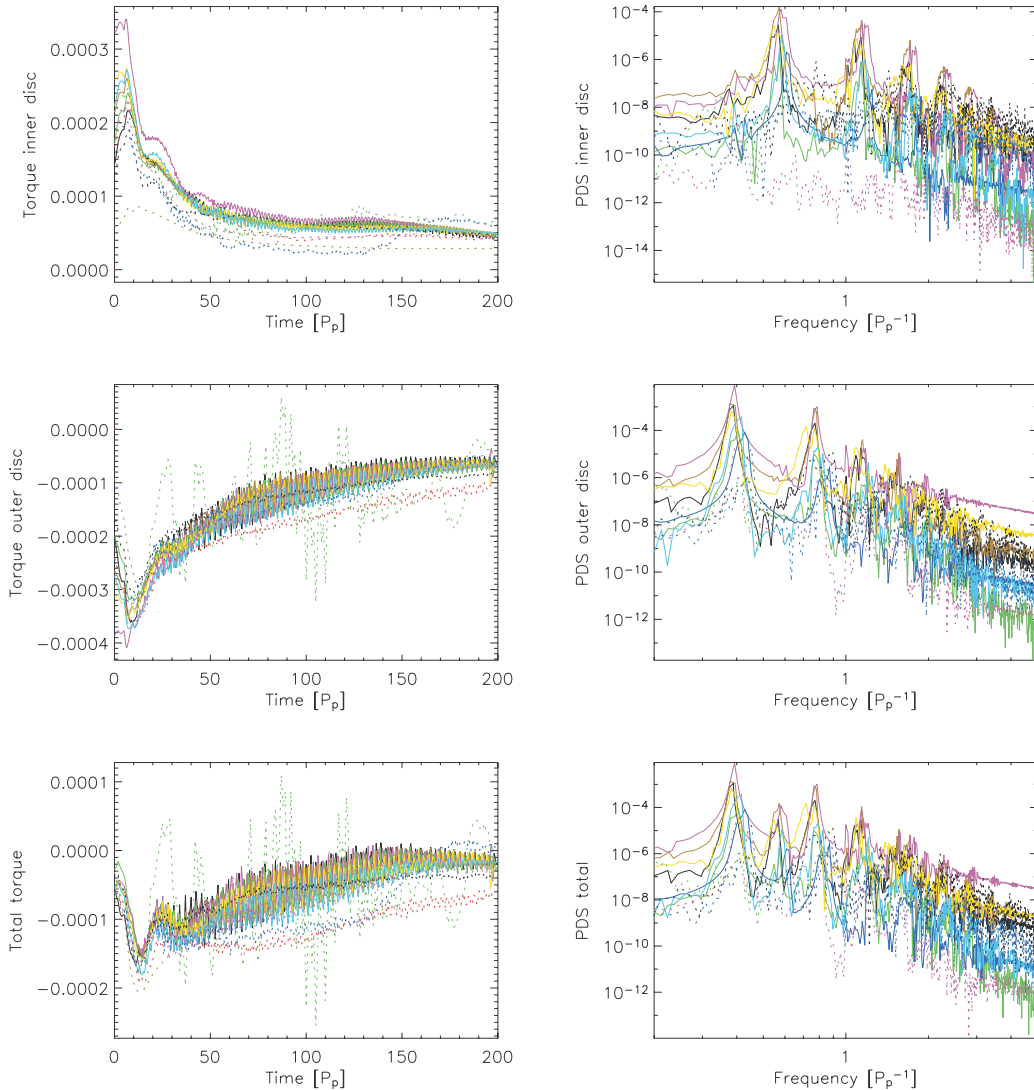 Torque inner disc
0.0003
0.0002
0.0001
0.0000
0 50 100 150 200
Time [Pp]
PDS inner disc
10−4
10−6
10−8
10−10
10−12
10−14
1
Frequency [Pp−1]
Torque outer disc
0.0000
−0.0001
−0.0002
−0.0003
−0.0004
0 50 100 150 200
Time [Pp]
PDS outer disc
10−4
10−6
10−8
10−10
10−12
1
Frequency [Pp−1]
Total torque
0.0001
0.0000
−0.0001
−0.0002
0 50 100 150 200
Time [Pp]
PDS total
10−4
10−6
10−8
10−10
10−12
1
Frequency [Pp−1]